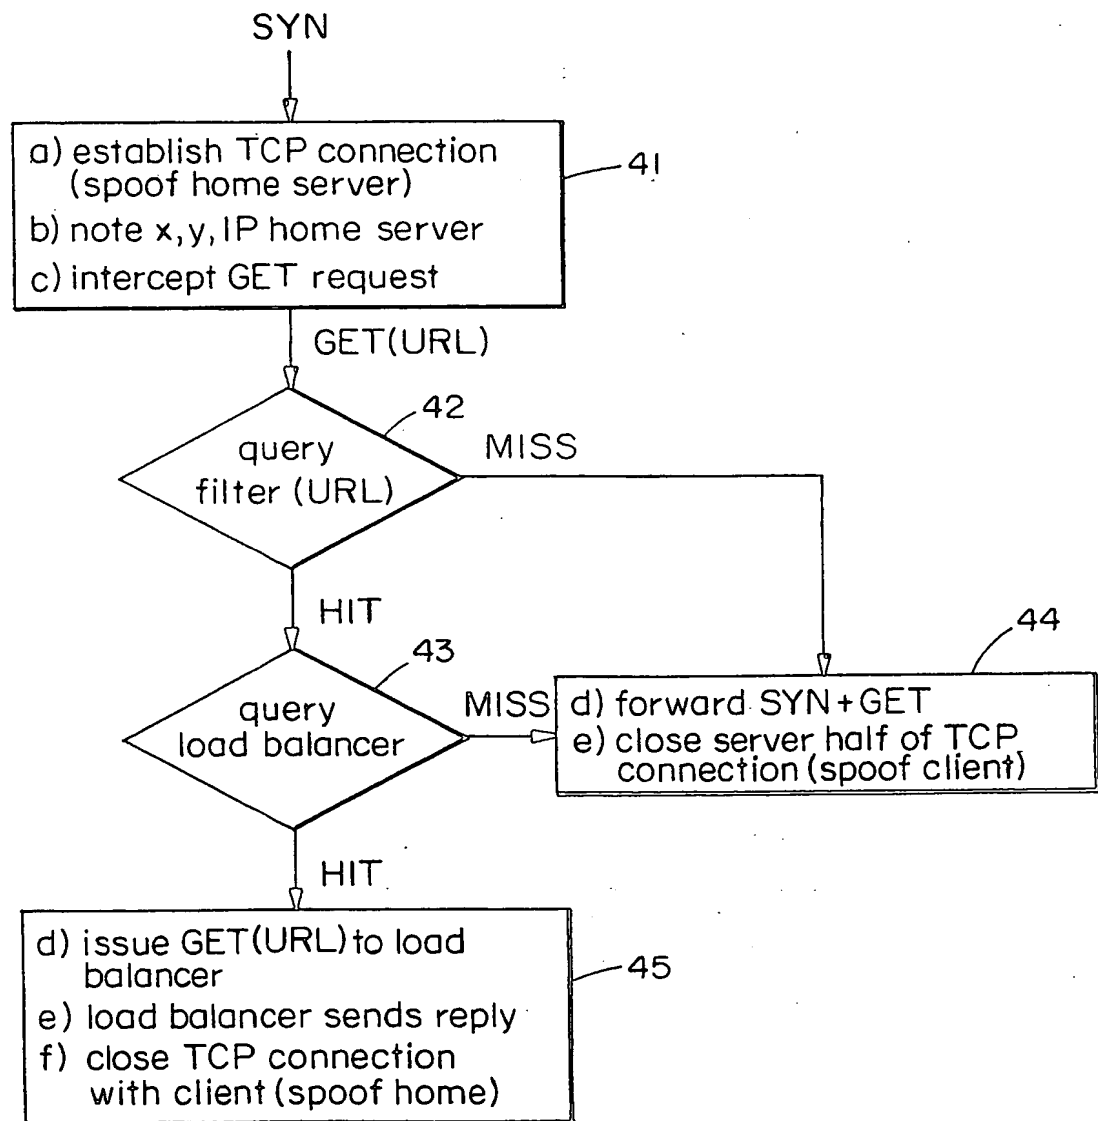 SYN
a) establish TCP connection
(spoof home server)
b) note x, y, IP home server
c) intercept GET request
41
GET(URL)
42
query
filter (URL)
MISS
HIT
43
query
load balancer
MISS
44
d) forward SYN+GET
e) close server half of TCP
connection (spoof client)
HIT
d) issue GET(URL) to load
balancer
e) load balancer sends reply
f) close TCP connection
with client (spoof home)
45